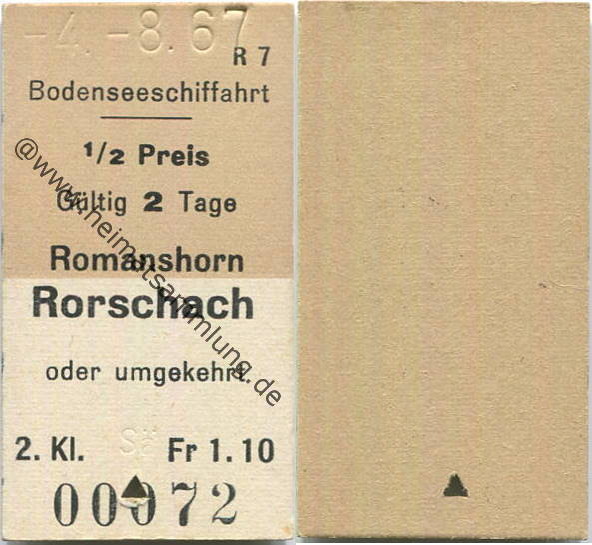 -4.-8.67
R 7
Bodenseeschiffahrt
1/2 Preis
Gültig 2 Tage
Romanshorn
Rorschach
oder umgekehrt
2. Kl. Fr 1.10
00072
@www.heimatsammlung.de